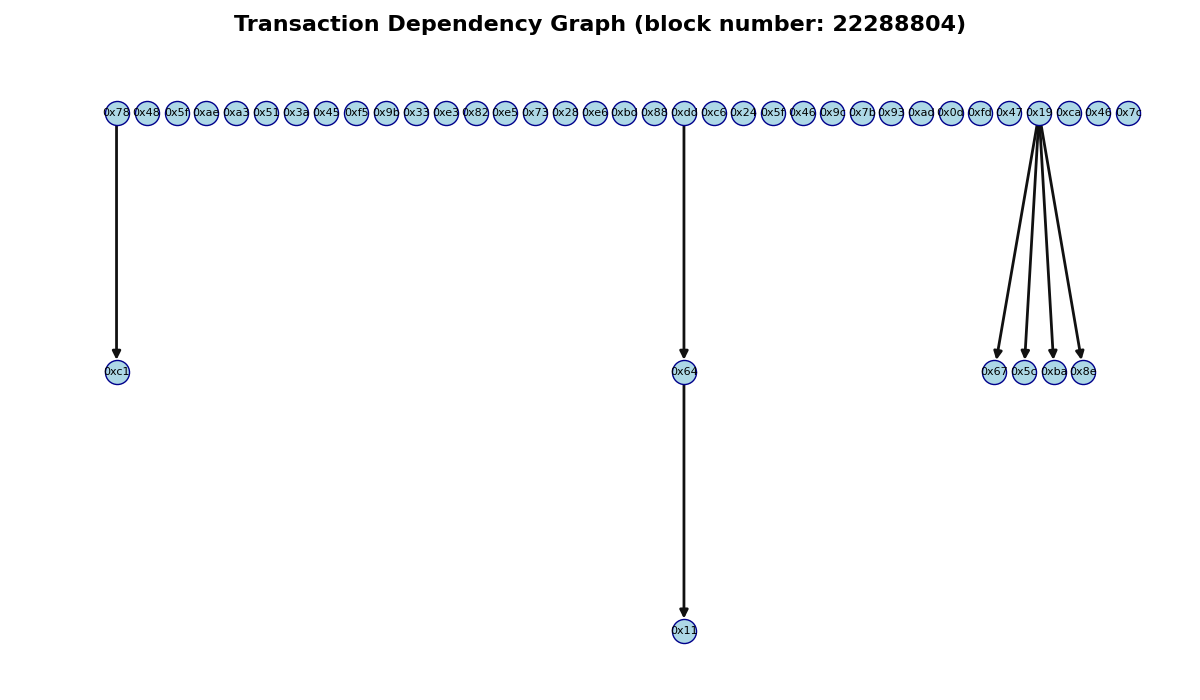 Transaction Dependency Graph (block number: 22288804)
0x78 0x48 0x5f 0xae 0xa3 0x51 0x3a 0x45 0xf5 0x9b 0x33 0xe3 0x82 0xe5 0x73 0x28 0xe6 0xbd 0x88 0xdd 0xc6 0x24 0x5f 0x46 0x9c 0x7b 0x93 0xad 0x0d 0xfd 0x47 0x19 0xca 0x46 0x7c
0xc1 0x64 0x67 0x5c 0xba 0x8e
0x11